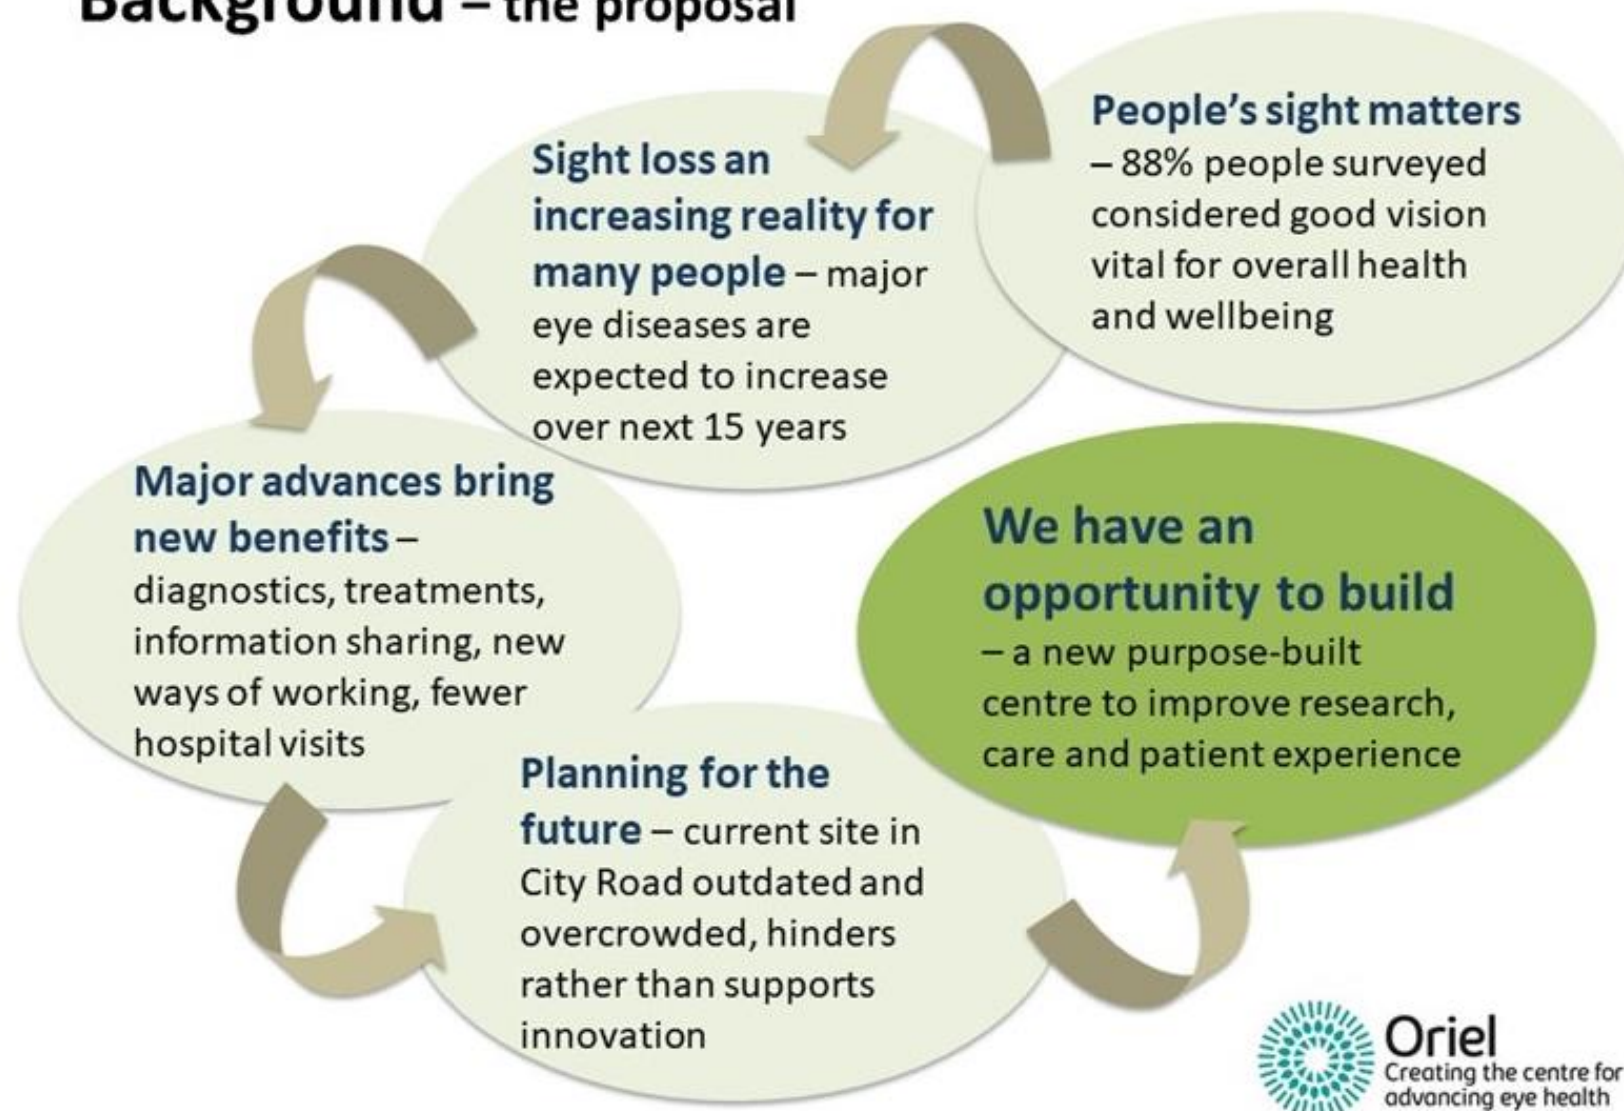 Background – the proposal
People’s sight matters
– 88% people surveyed
considered good vision
vital for overall health
and wellbeing
Sight loss an
increasing reality for
many people – major
eye diseases are
expected to increase
over next 15 years
Major advances bring
new benefits –
diagnostics, treatments,
information sharing, new
ways of working, fewer
hospital visits
Planning for the
future – current site in
City Road outdated and
overcrowded, hinders
rather than supports
innovation
We have an
opportunity to build
– a new purpose-built
centre to improve research,
care and patient experience
Oriel
Creating the centre for
advancing eye health